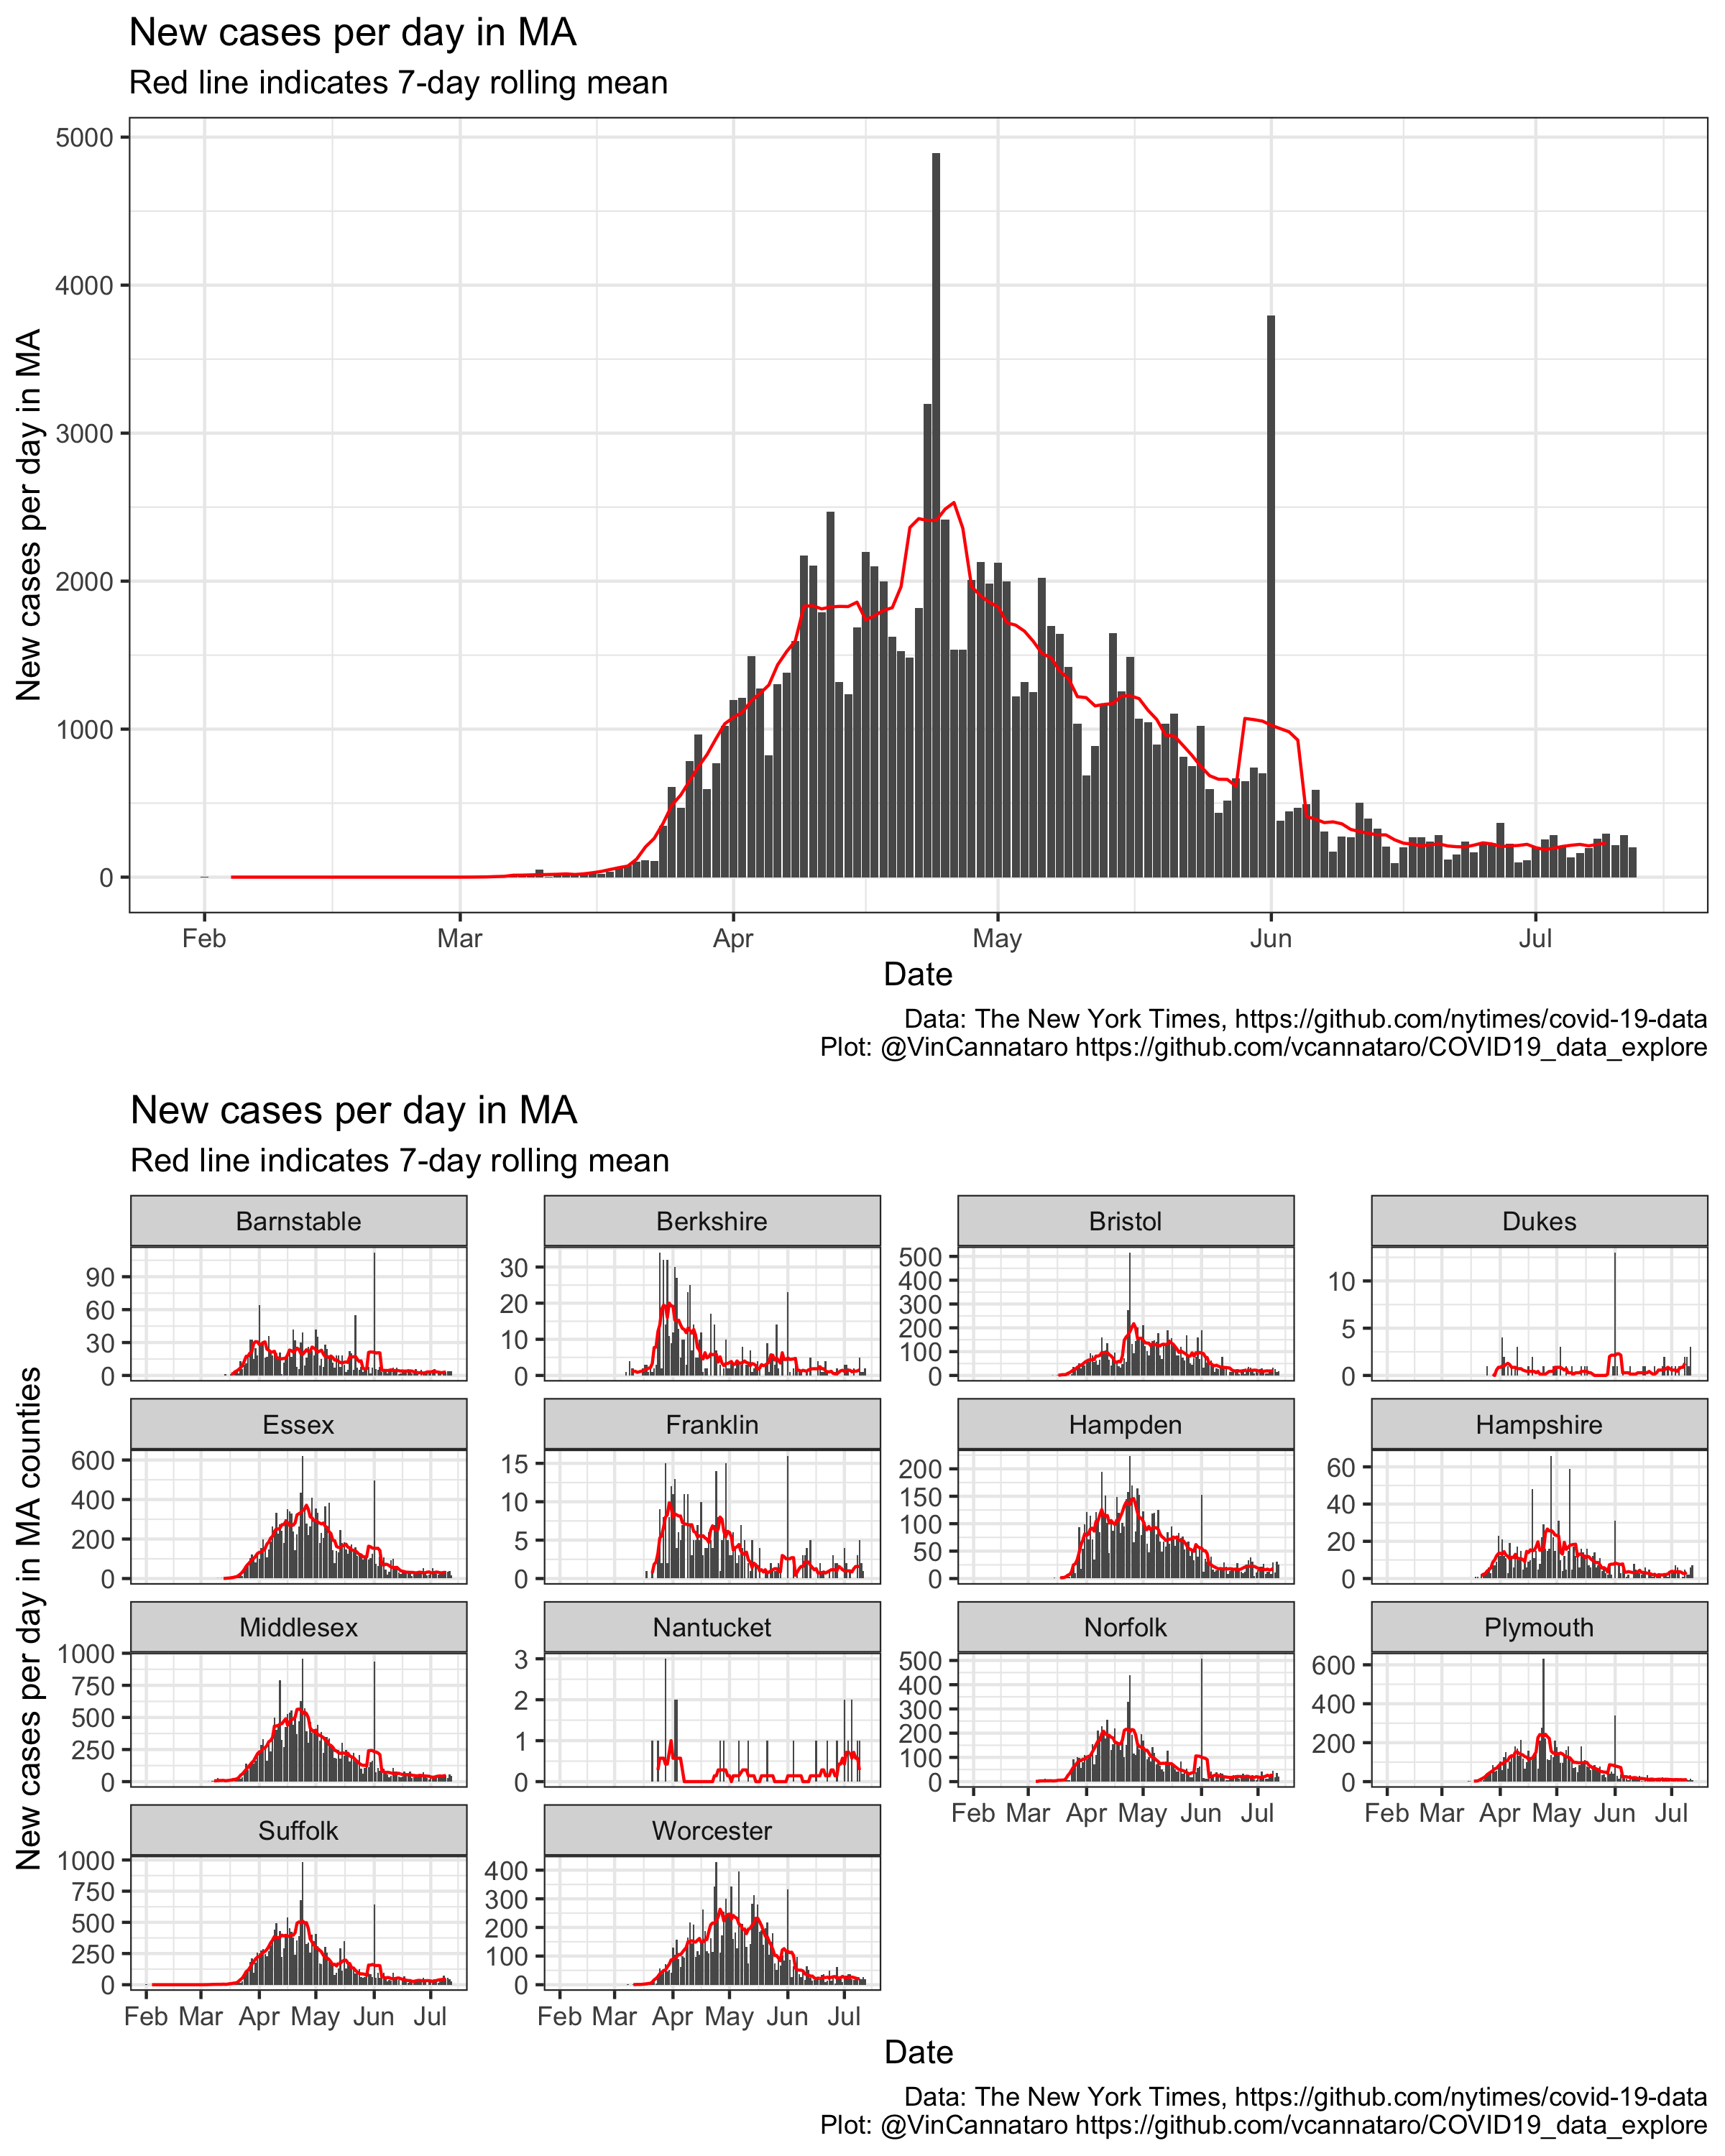 New cases per day in MA
Red line indicates 7-day rolling mean
New cases per day in MA
5000
4000
3000
2000
1000
0
Feb Mar Apr May Jun Jul
Date
Data: The New York Times, https://github.com/nytimes/covid-19-data
Plot: @VinCannataro https://github.com/vcannataro/COVID19_data_explore
New cases per day in MA
Red line indicates 7-day rolling mean
New cases per day in MA counties
Barnstable
90
60
30
0
Berkshire
30
20
10
0
Bristol
500
400
300
200
100
0
Dukes
10
5
0
Essex
600
400
200
0
Franklin
15
10
5
0
Hampden
200
150
100
50
0
Hampshire
60
40
20
0
Middlesex
1000
750
500
250
0
Nantucket
3
2
1
0
Norfolk
500
400
300
200
100
0
Feb Mar Apr May Jun Jul
Plymouth
600
400
200
0
Feb Mar Apr May Jun Jul
Suffolk
1000
750
500
250
0
Feb Mar Apr May Jun Jul
Worcester
400
300
200
100
0
Feb Mar Apr May Jun Jul
Date
Data: The New York Times, https://github.com/nytimes/covid-19-data
Plot: @VinCannataro https://github.com/vcannataro/COVID19_data_explore